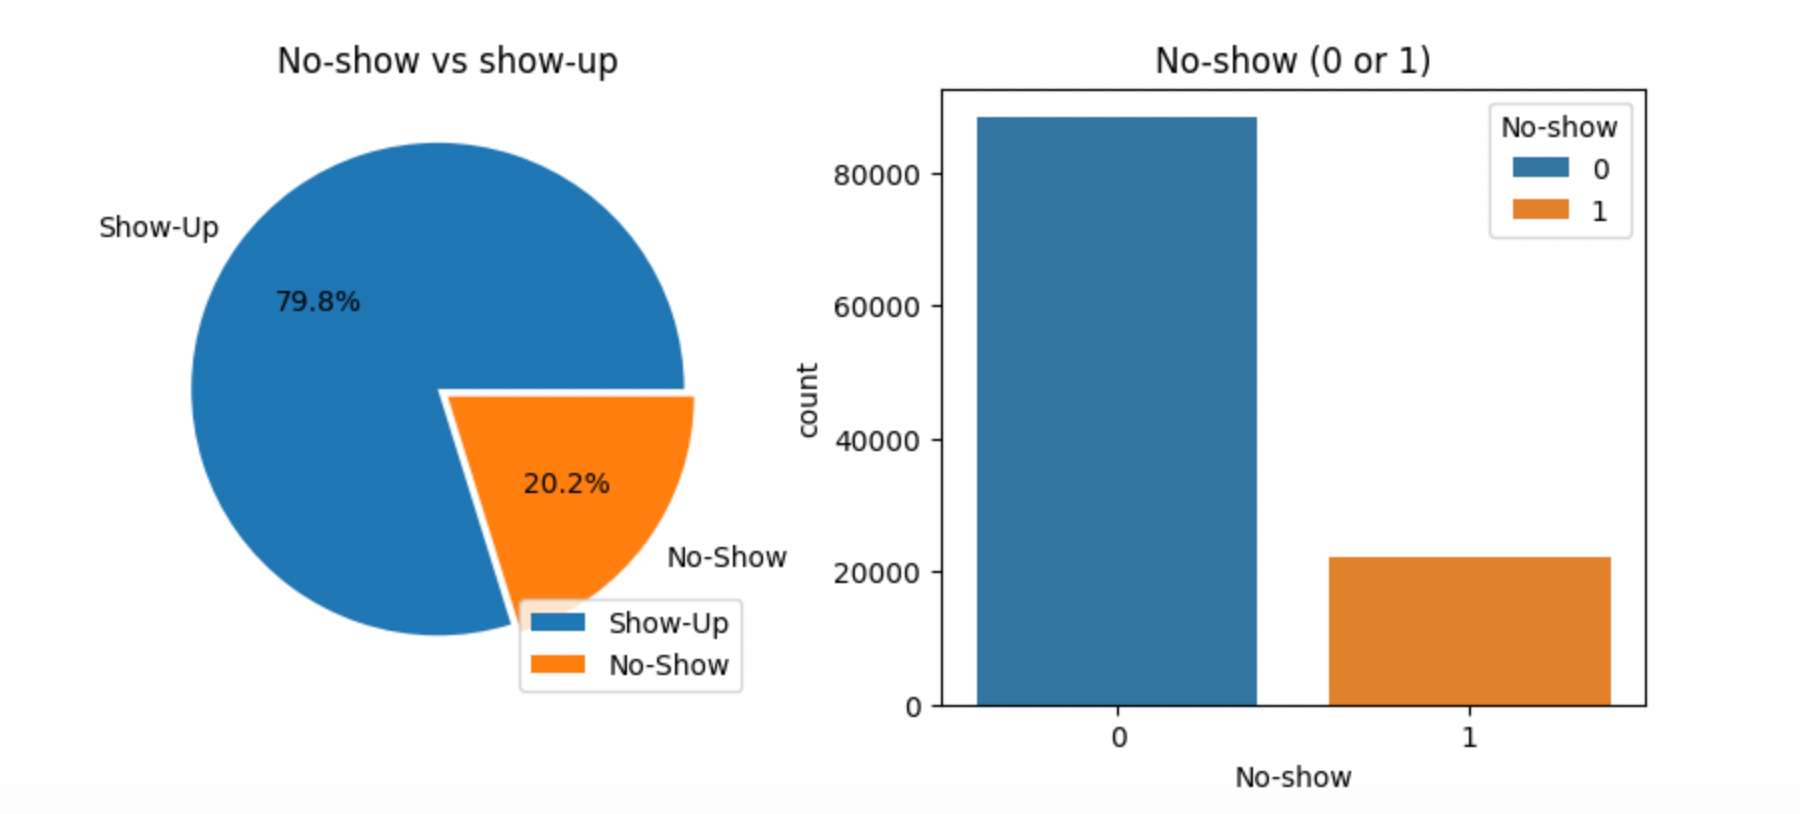 No-show vs show-up
Show-Up
79.8%
20.2%
No-Show
Show-Up
No-Show
No-show (0 or 1)
No-show
0
1
80000
60000
40000
20000
0
count
0 1
No-show